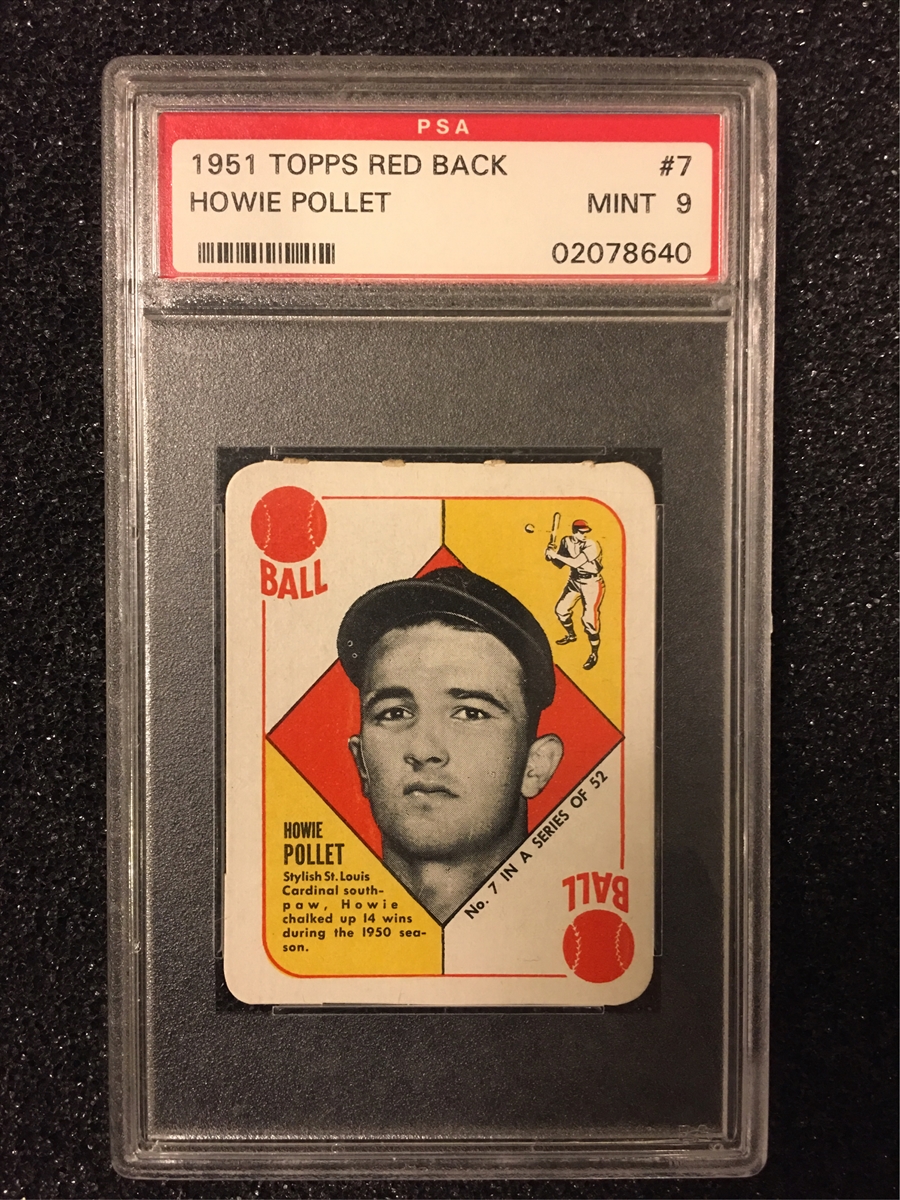 PSA
1951 TOPPS RED BACK #7
HOWIE POLLET MINT 9
02078640
BALL
HOWIE
POLLET
Stylish St. Louis
Cardinal south-
paw, Howie
chalked up 14 wins
during the 1950 sea-
son.
No. 7 IN A SERIES OF 52
BALL